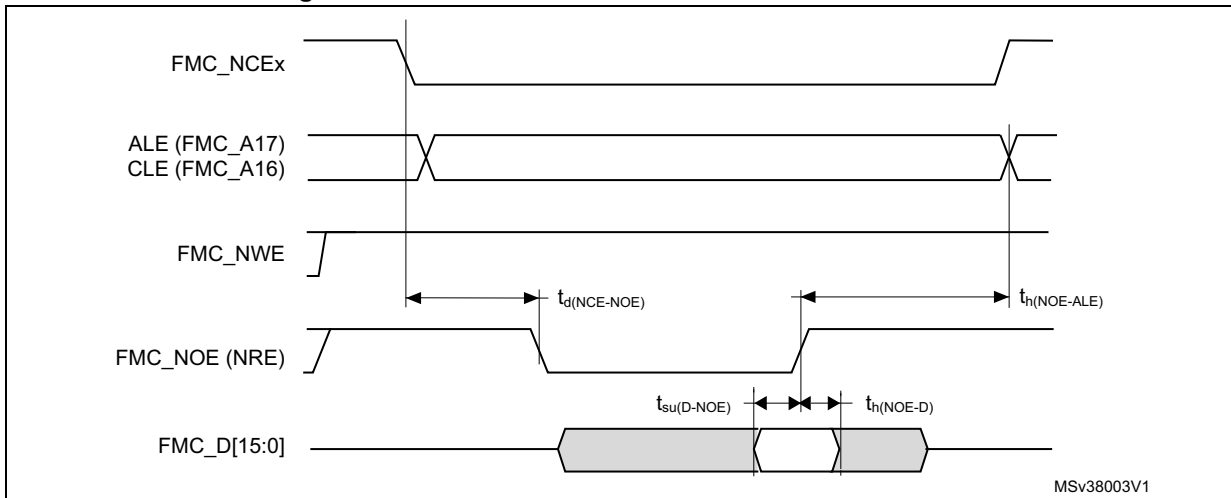 FMC_NCEx
ALE (FMC_A17)
CLE (FMC_A16)
FMC_NWE
td(NCE-NOE)
th(NOE-ALE)
FMC_NOE (NRE)
tsu(D-NOE)
th(NOE-D)
FMC_D[15:0]
MSv38003V1